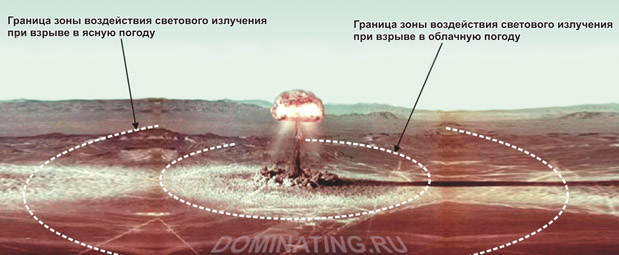 Граница зоны воздействия светового излучения
при взрыве в ясную погоду
Граница зоны воздействия светового излучения
при взрыве в облачную погоду
DOMINATING.RU